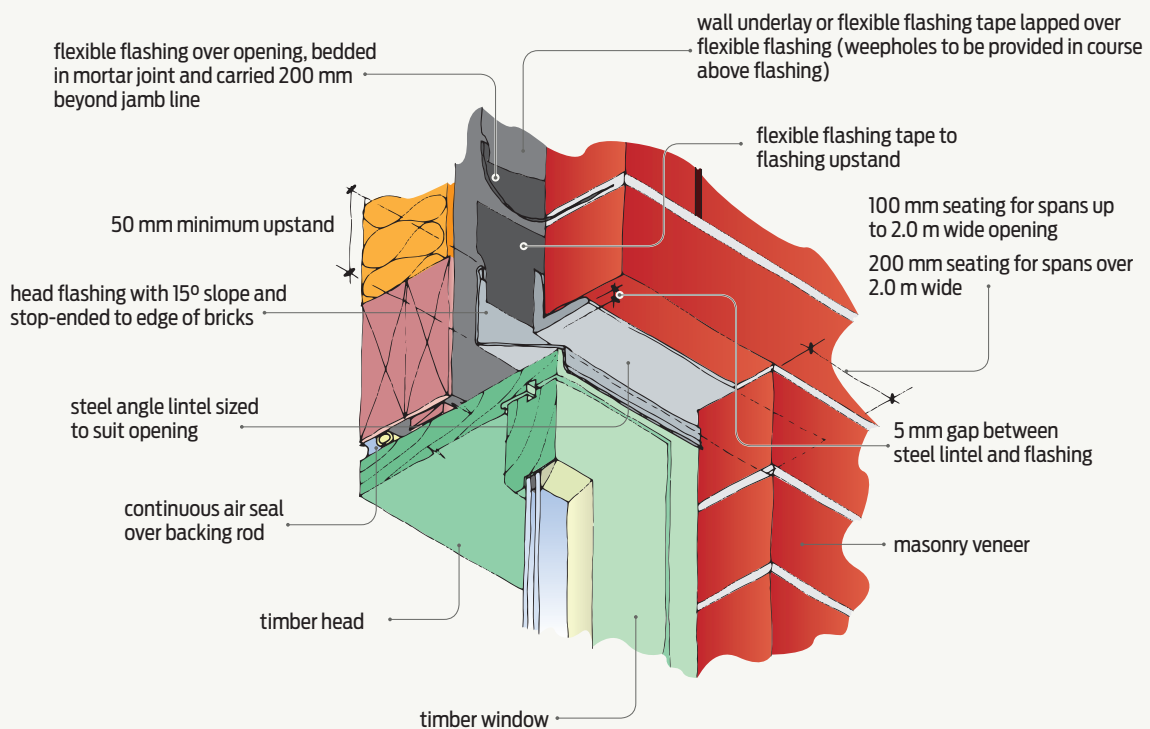 flexible flashing over opening, bedded
in mortar joint and carried 200 mm
beyond jamb line
wall underlay or flexible flashing tape lapped over
flexible flashing (weepholes to be provided in course
above flashing)
flexible flashing tape to
flashing upstand
50 mm minimum upstand
100 mm seating for spans up
to 2.0 m wide opening
200 mm seating for spans over
2.0 m wide
head flashing with 15º slope and
stop-ended to edge of bricks
steel angle lintel sized
to suit opening
5 mm gap between
steel lintel and flashing
continuous air seal
over backing rod
masonry veneer
timber head
timber window